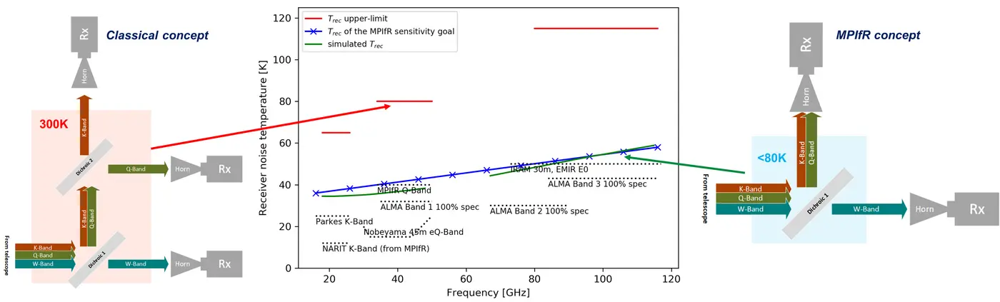 Classical concept
Rx
Horn
K-Band
300K
Dichroic 2
Q-Band
Horn
Rx
K-Band
Q-Band
From telescope
K-Band
Q-Band
W-Band
Dichroic 1
W-Band
Horn
Rx
120
100
80
60
40
20
0
Receiver noise temperature [K]
T_rec upper-limit
T_rec of the MPIfR sensitivity goal
simulated T_rec
IRAM 30m, EMIR E0
ALMA Band 3 100% spec
MPIfR Q-Band
ALMA Band 1 100% spec
ALMA Band 2 100% spec
Parkes K-Band
Nobeyama 45m eQ-Band
NARIT K-Band (from MPIfR)
20
40
60
80
100
120
Frequency [GHz]
MPIfR concept
Rx
Horn
K-Band
Q-Band
<80K
From telescope
K-Band
Q-Band
W-Band
Dichroic 1
W-Band
Horn
Rx